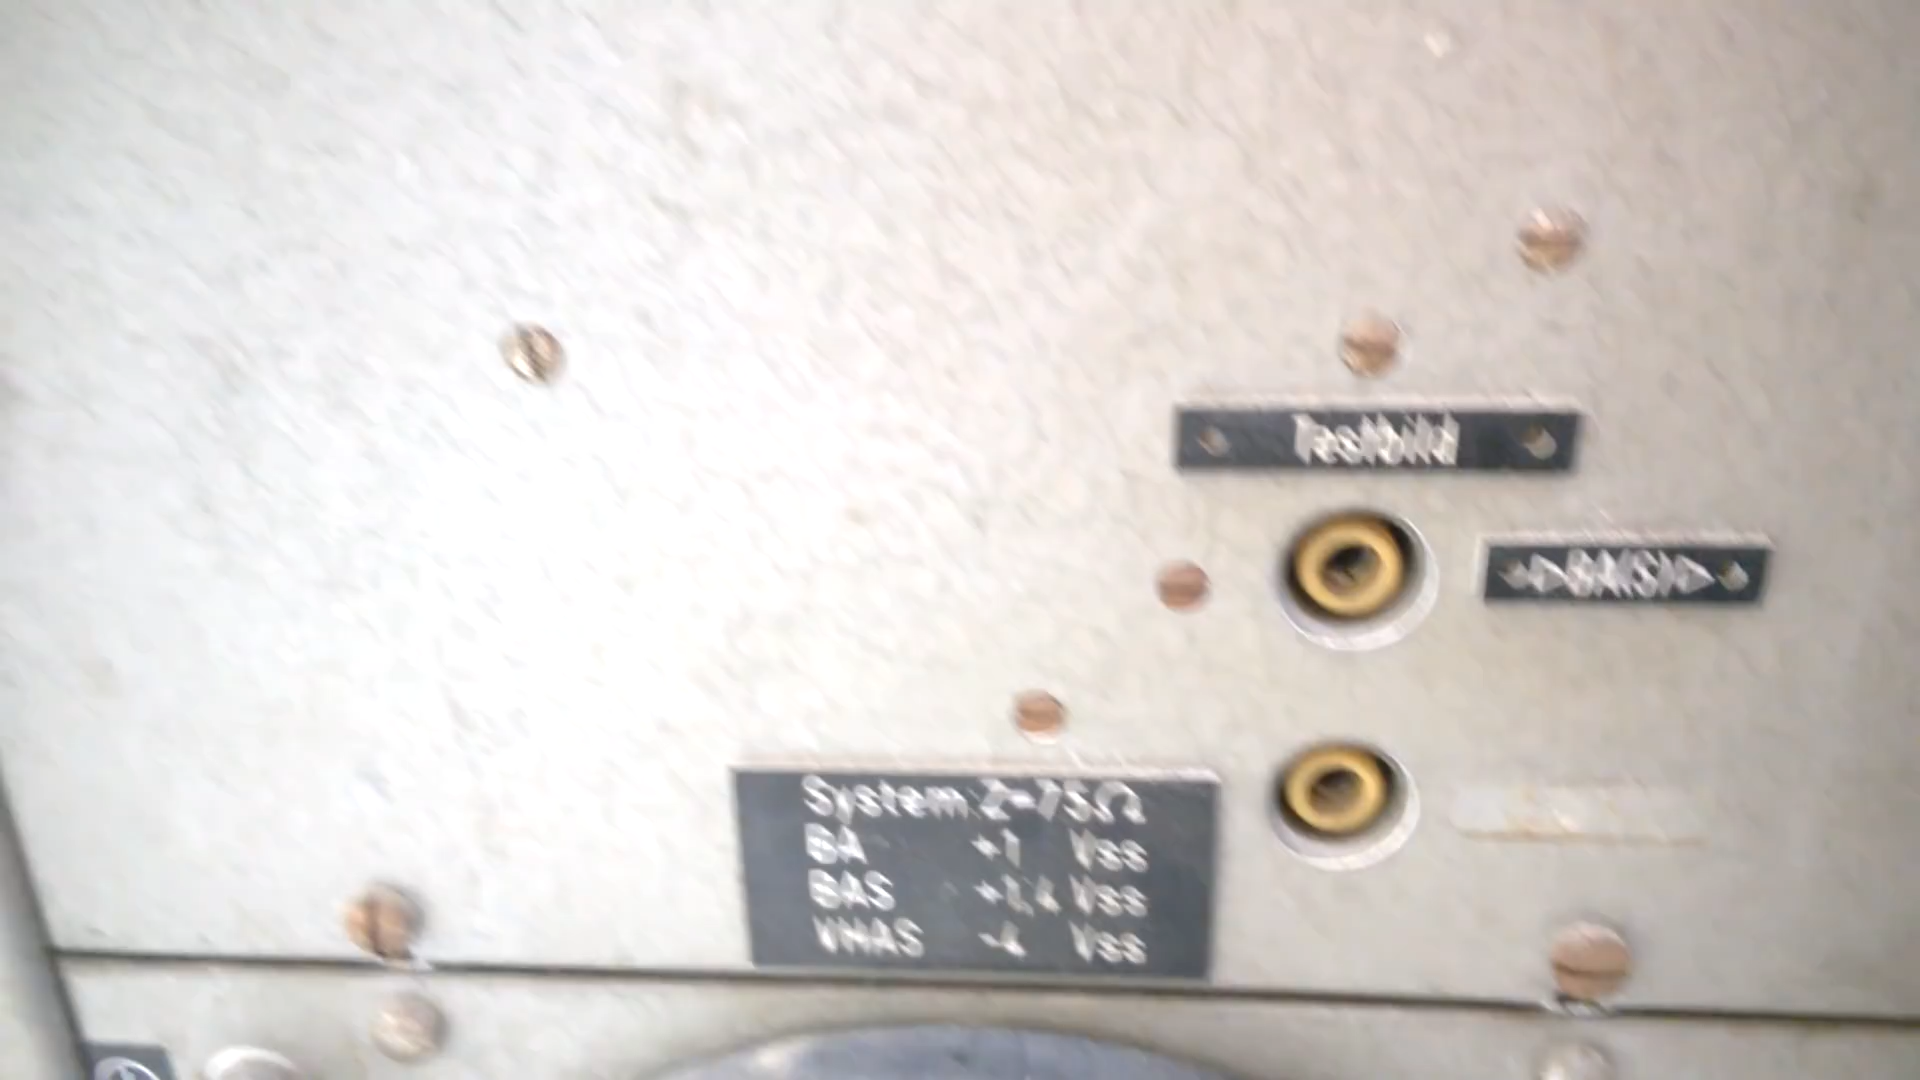 Testbild
BA(S)
System: Z=75Ω
BA +1 Vss
BAS +1,4 Vss
VHAS -4 Vss